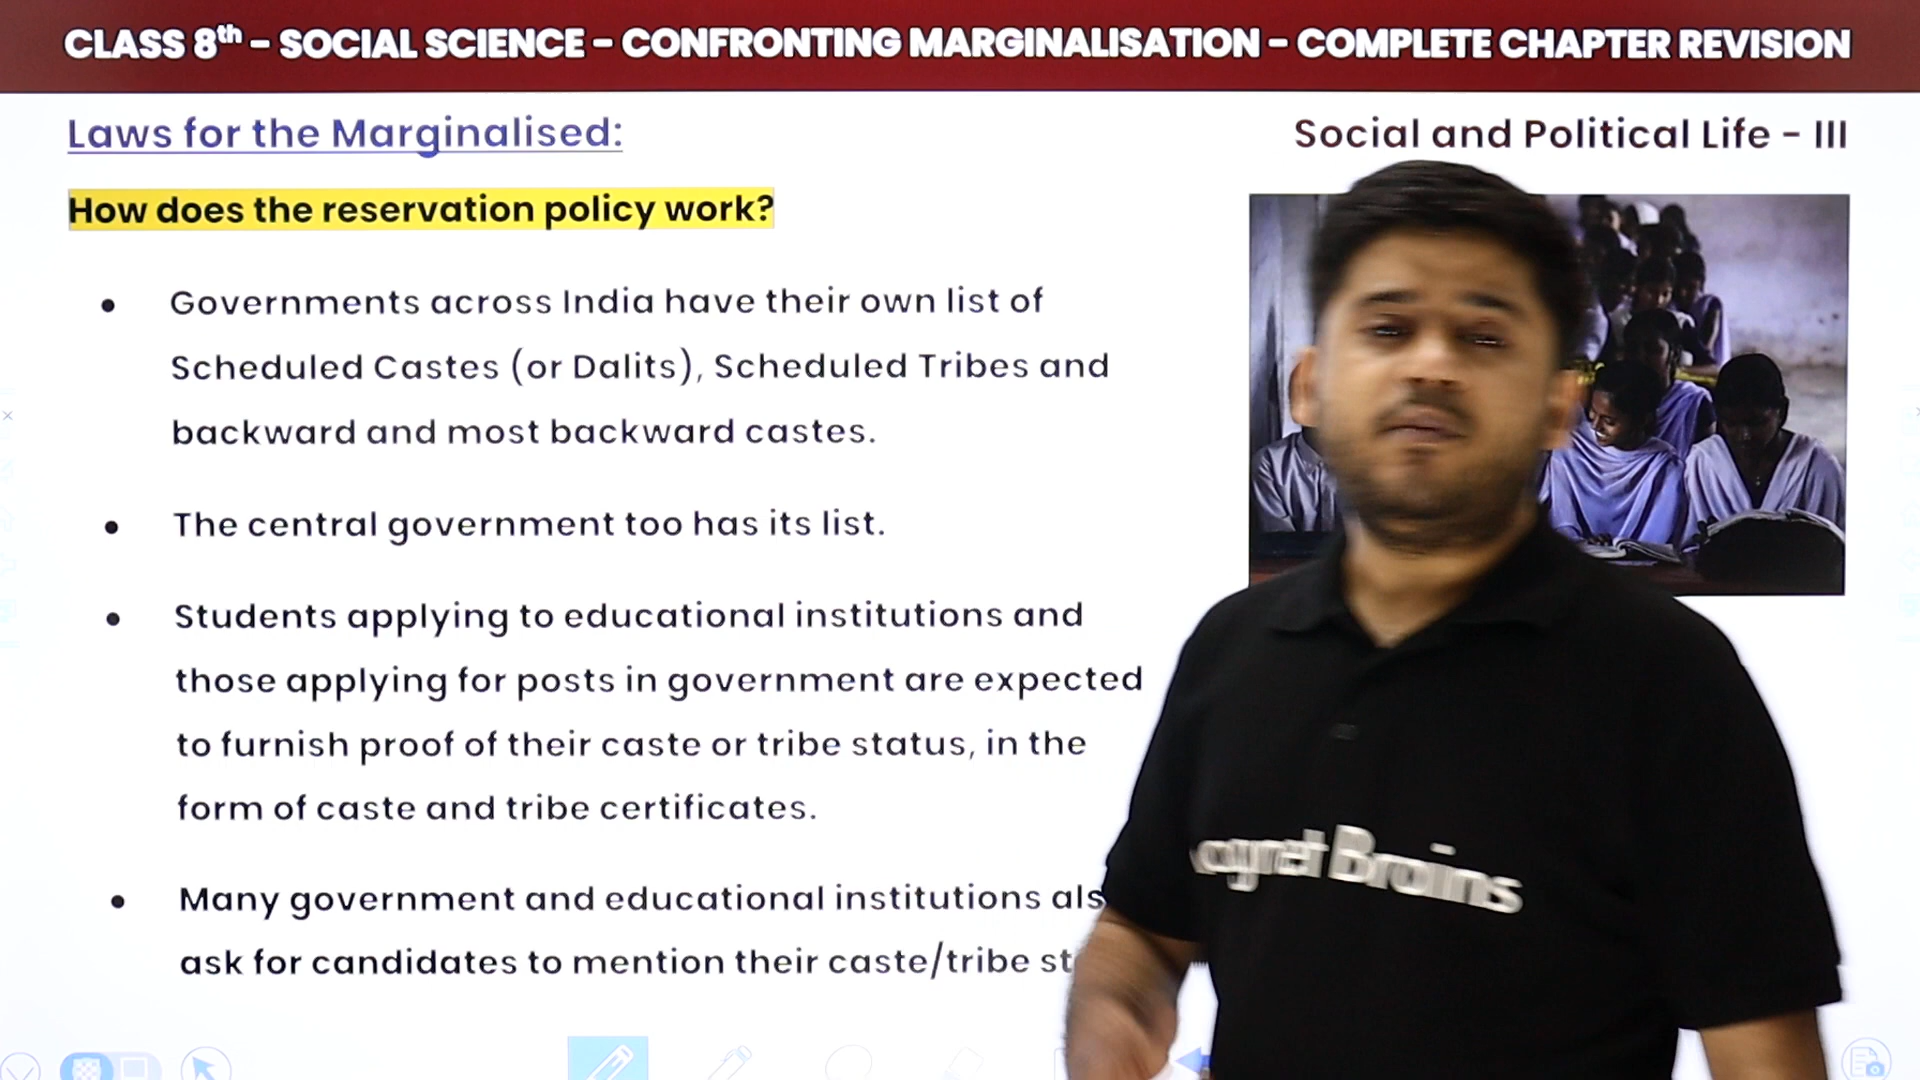 CLASS 8th – SOCIAL SCIENCE – CONFRONTING MARGINALISATION – COMPLETE CHAPTER REVISION
Laws for the Marginalised:
Social and Political Life – III
How does the reservation policy work?
• Governments across India have their own list of
Scheduled Castes (or Dalits), Scheduled Tribes and
backward and most backward castes.
• The central government too has its list.
• Students applying to educational institutions and
those applying for posts in government are expected
to furnish proof of their caste or tribe status, in the
form of caste and tribe certificates.
• Many government and educational institutions als
ask for candidates to mention their caste/tribe st
Brains